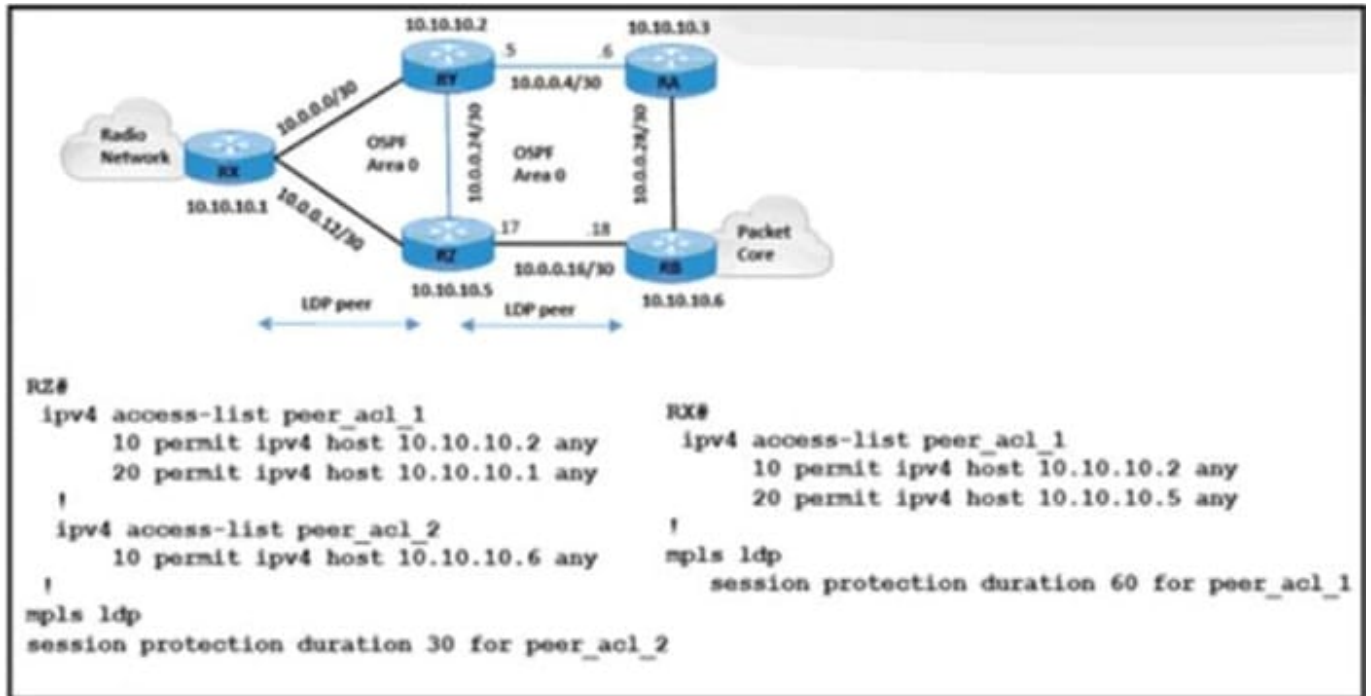 10.10.10.2
10.10.10.3
RY
.5
.6
RA
10.0.0.4/30
10.0.0.0/30
Radio
Network
RX
10.10.10.1
OSPF
Area 0
10.0.0.24/30
OSPF
Area 0
10.0.0.28/30
10.0.0.12/30
RZ
.17
.18
RB
Packet
Core
10.0.0.16/30
10.10.10.5
10.10.10.6
LDP peer
LDP peer
RZ#
ipv4 access-list peer_acl_1
10 permit ipv4 host 10.10.10.2 any
20 permit ipv4 host 10.10.10.1 any
!
ipv4 access-list peer_acl_2
10 permit ipv4 host 10.10.10.6 any
!
mpls ldp
session protection duration 30 for peer_acl_2
RX#
ipv4 access-list peer_acl_1
10 permit ipv4 host 10.10.10.2 any
20 permit ipv4 host 10.10.10.5 any
!
mpls ldp
session protection duration 60 for peer_acl_1